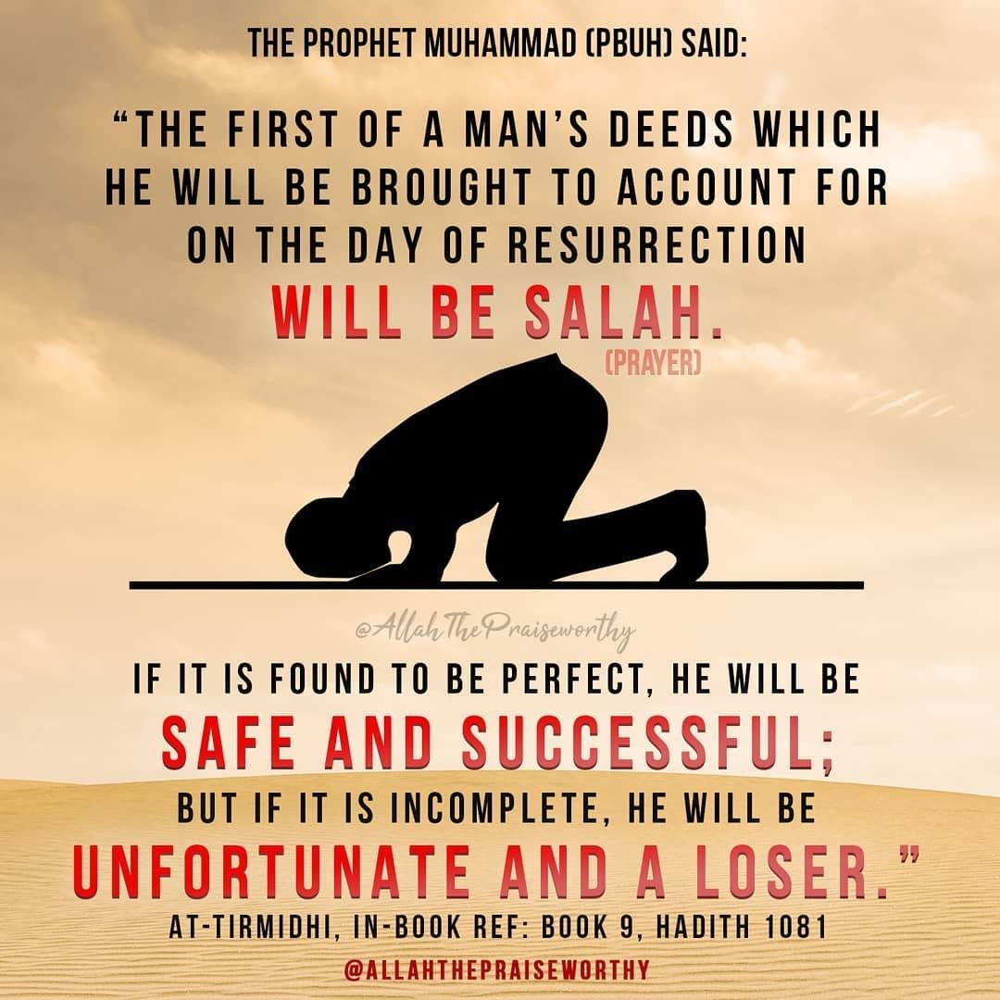 THE PROPHET MUHAMMAD (PBUH) SAID:
“THE FIRST OF A MAN’S DEEDS WHICH
HE WILL BE BROUGHT TO ACCOUNT FOR
ON THE DAY OF RESURRECTION
WILL BE SALAH.
(PRAYER)
@AllahThePraiseworthy
IF IT IS FOUND TO BE PERFECT, HE WILL BE
SAFE AND SUCCESSFUL;
BUT IF IT IS INCOMPLETE, HE WILL BE
UNFORTUNATE AND A LOSER.”
AT-TIRMIDHI, IN-BOOK REF: BOOK 9, HADITH 1081
@ALLAHTHEPRAISEWORTHY